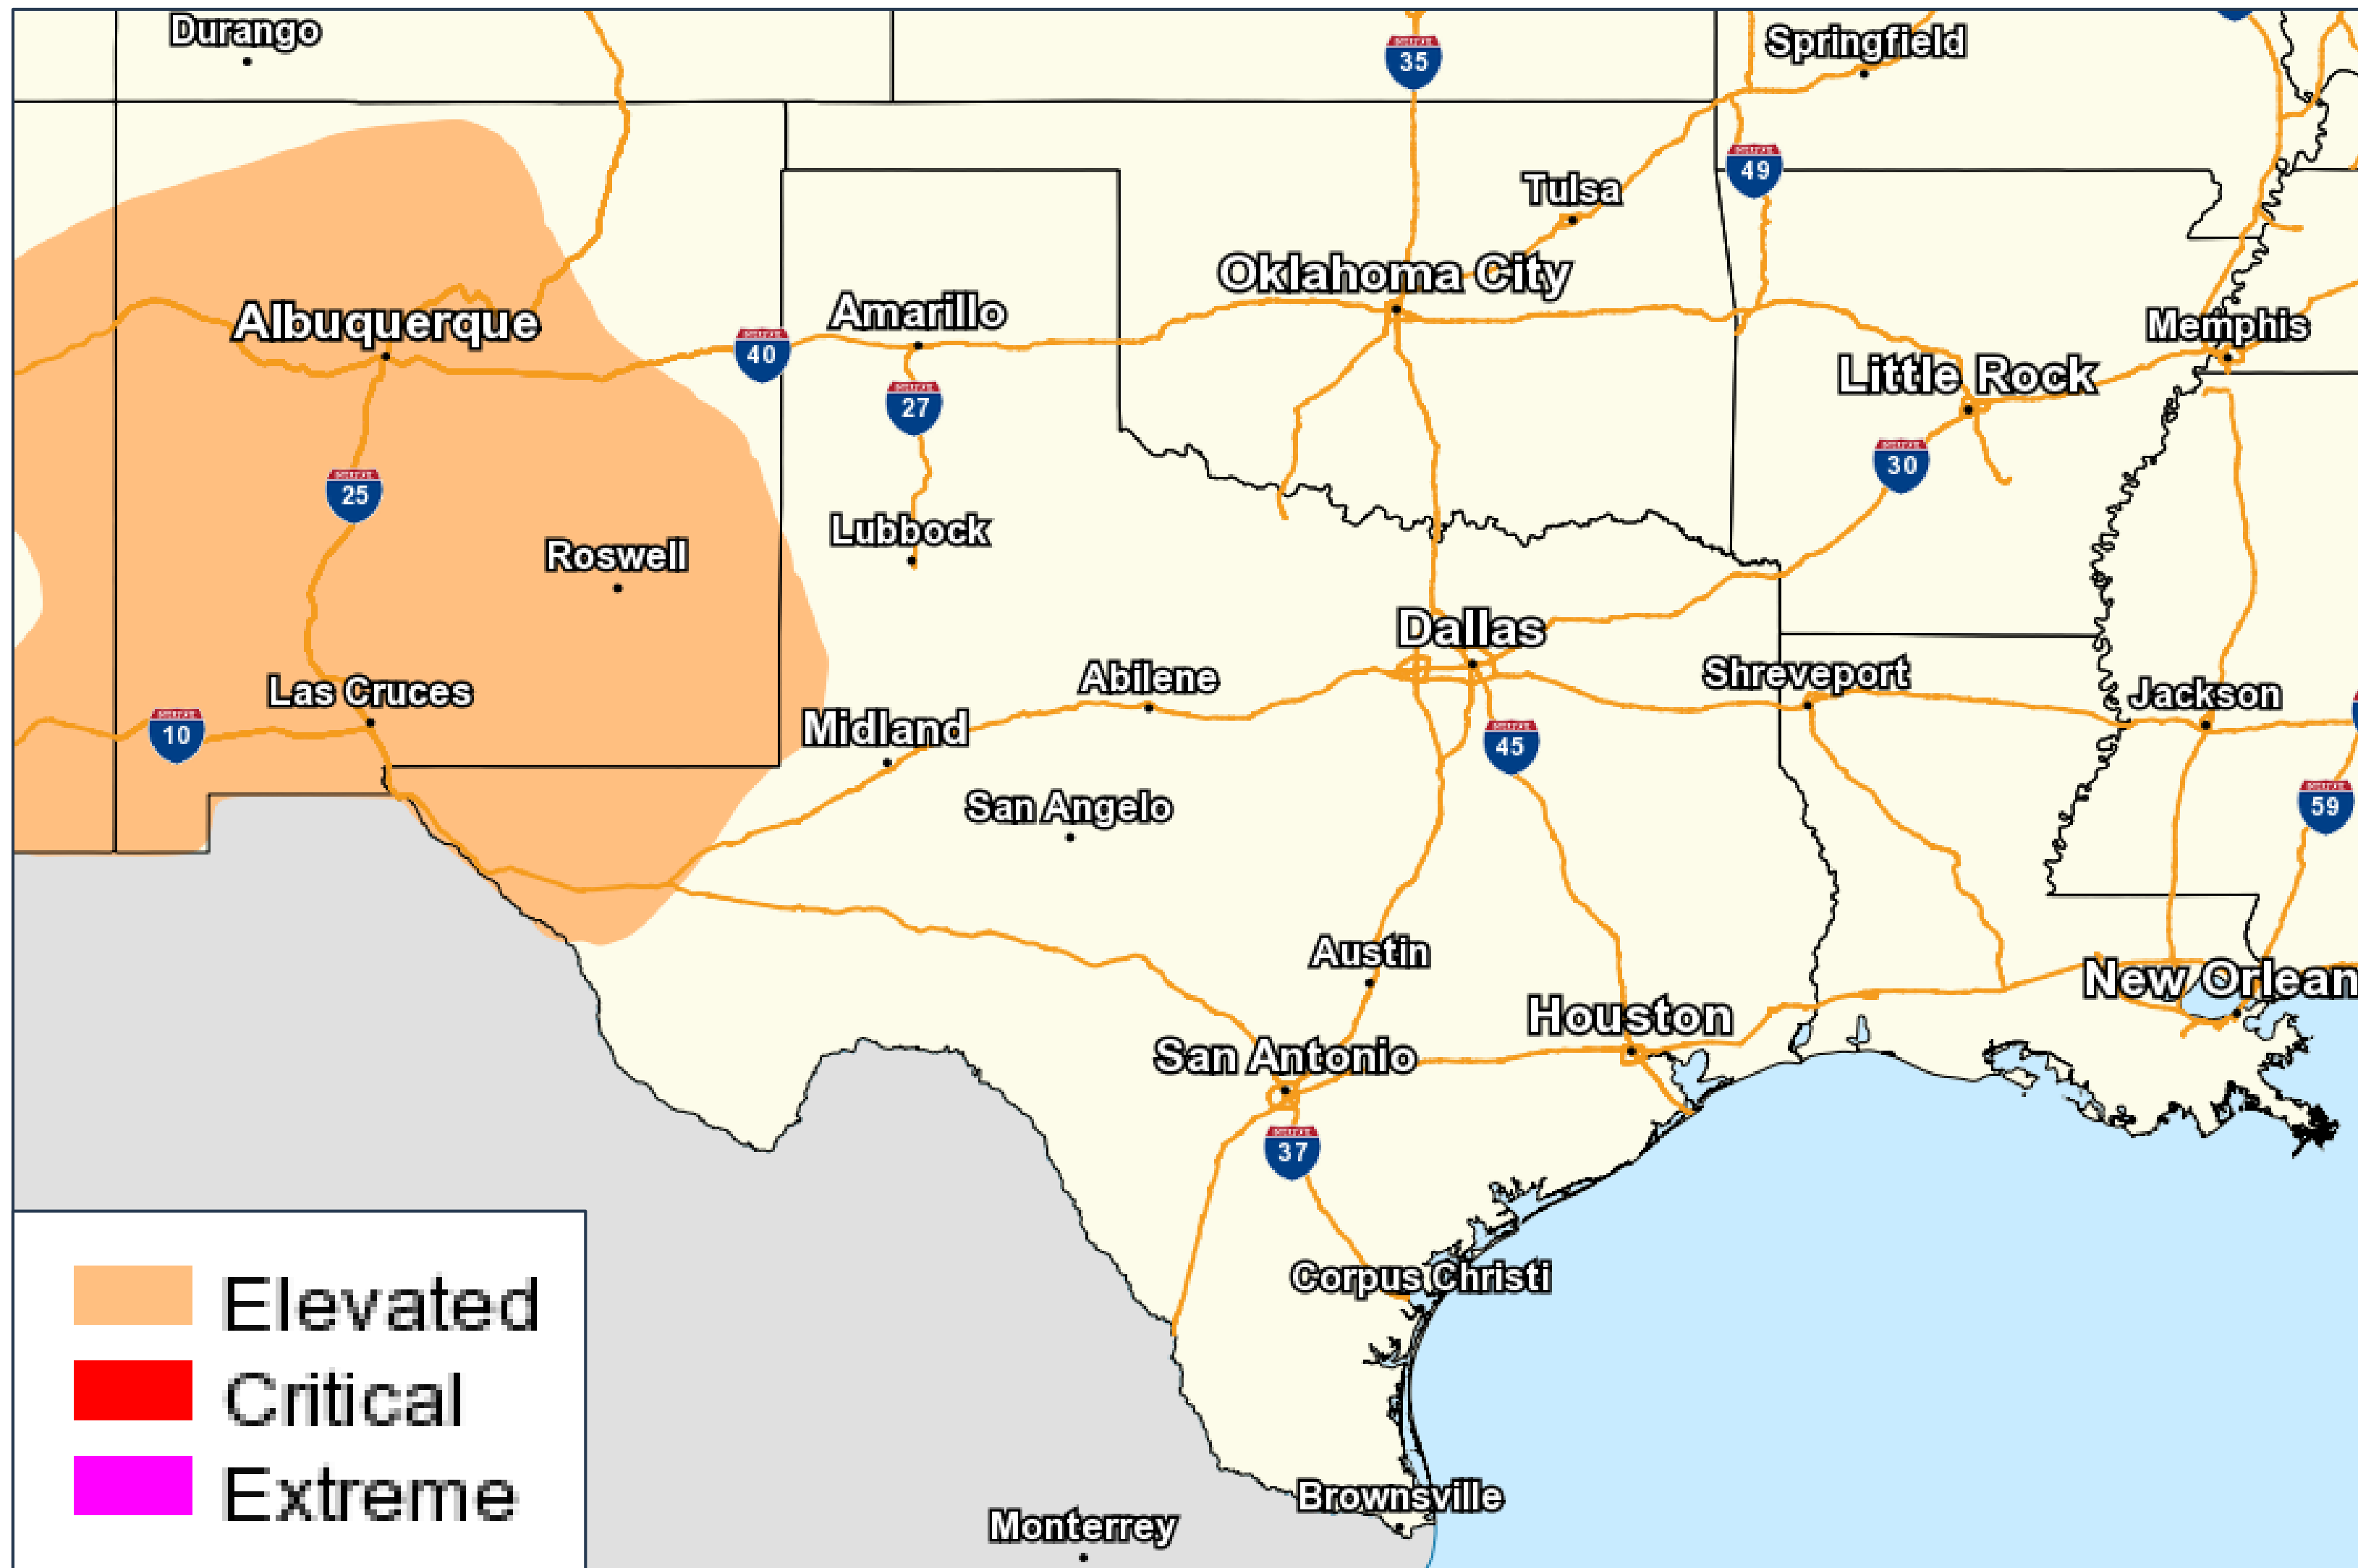 Durango
Springfield
35
49
Tulsa
Oklahoma City
Albuquerque
Amarillo
Memphis
40
Little Rock
27
30
25
Lubbock
Roswell
Dallas
Abilene
Shreveport
Las Cruces
Jackson
10
Midland
45
San Angelo
59
Austin
New Orlean
Houston
San Antonio
37
Corpus Christi
Elevated
Critical
Extreme
Brownsville
Monterrey